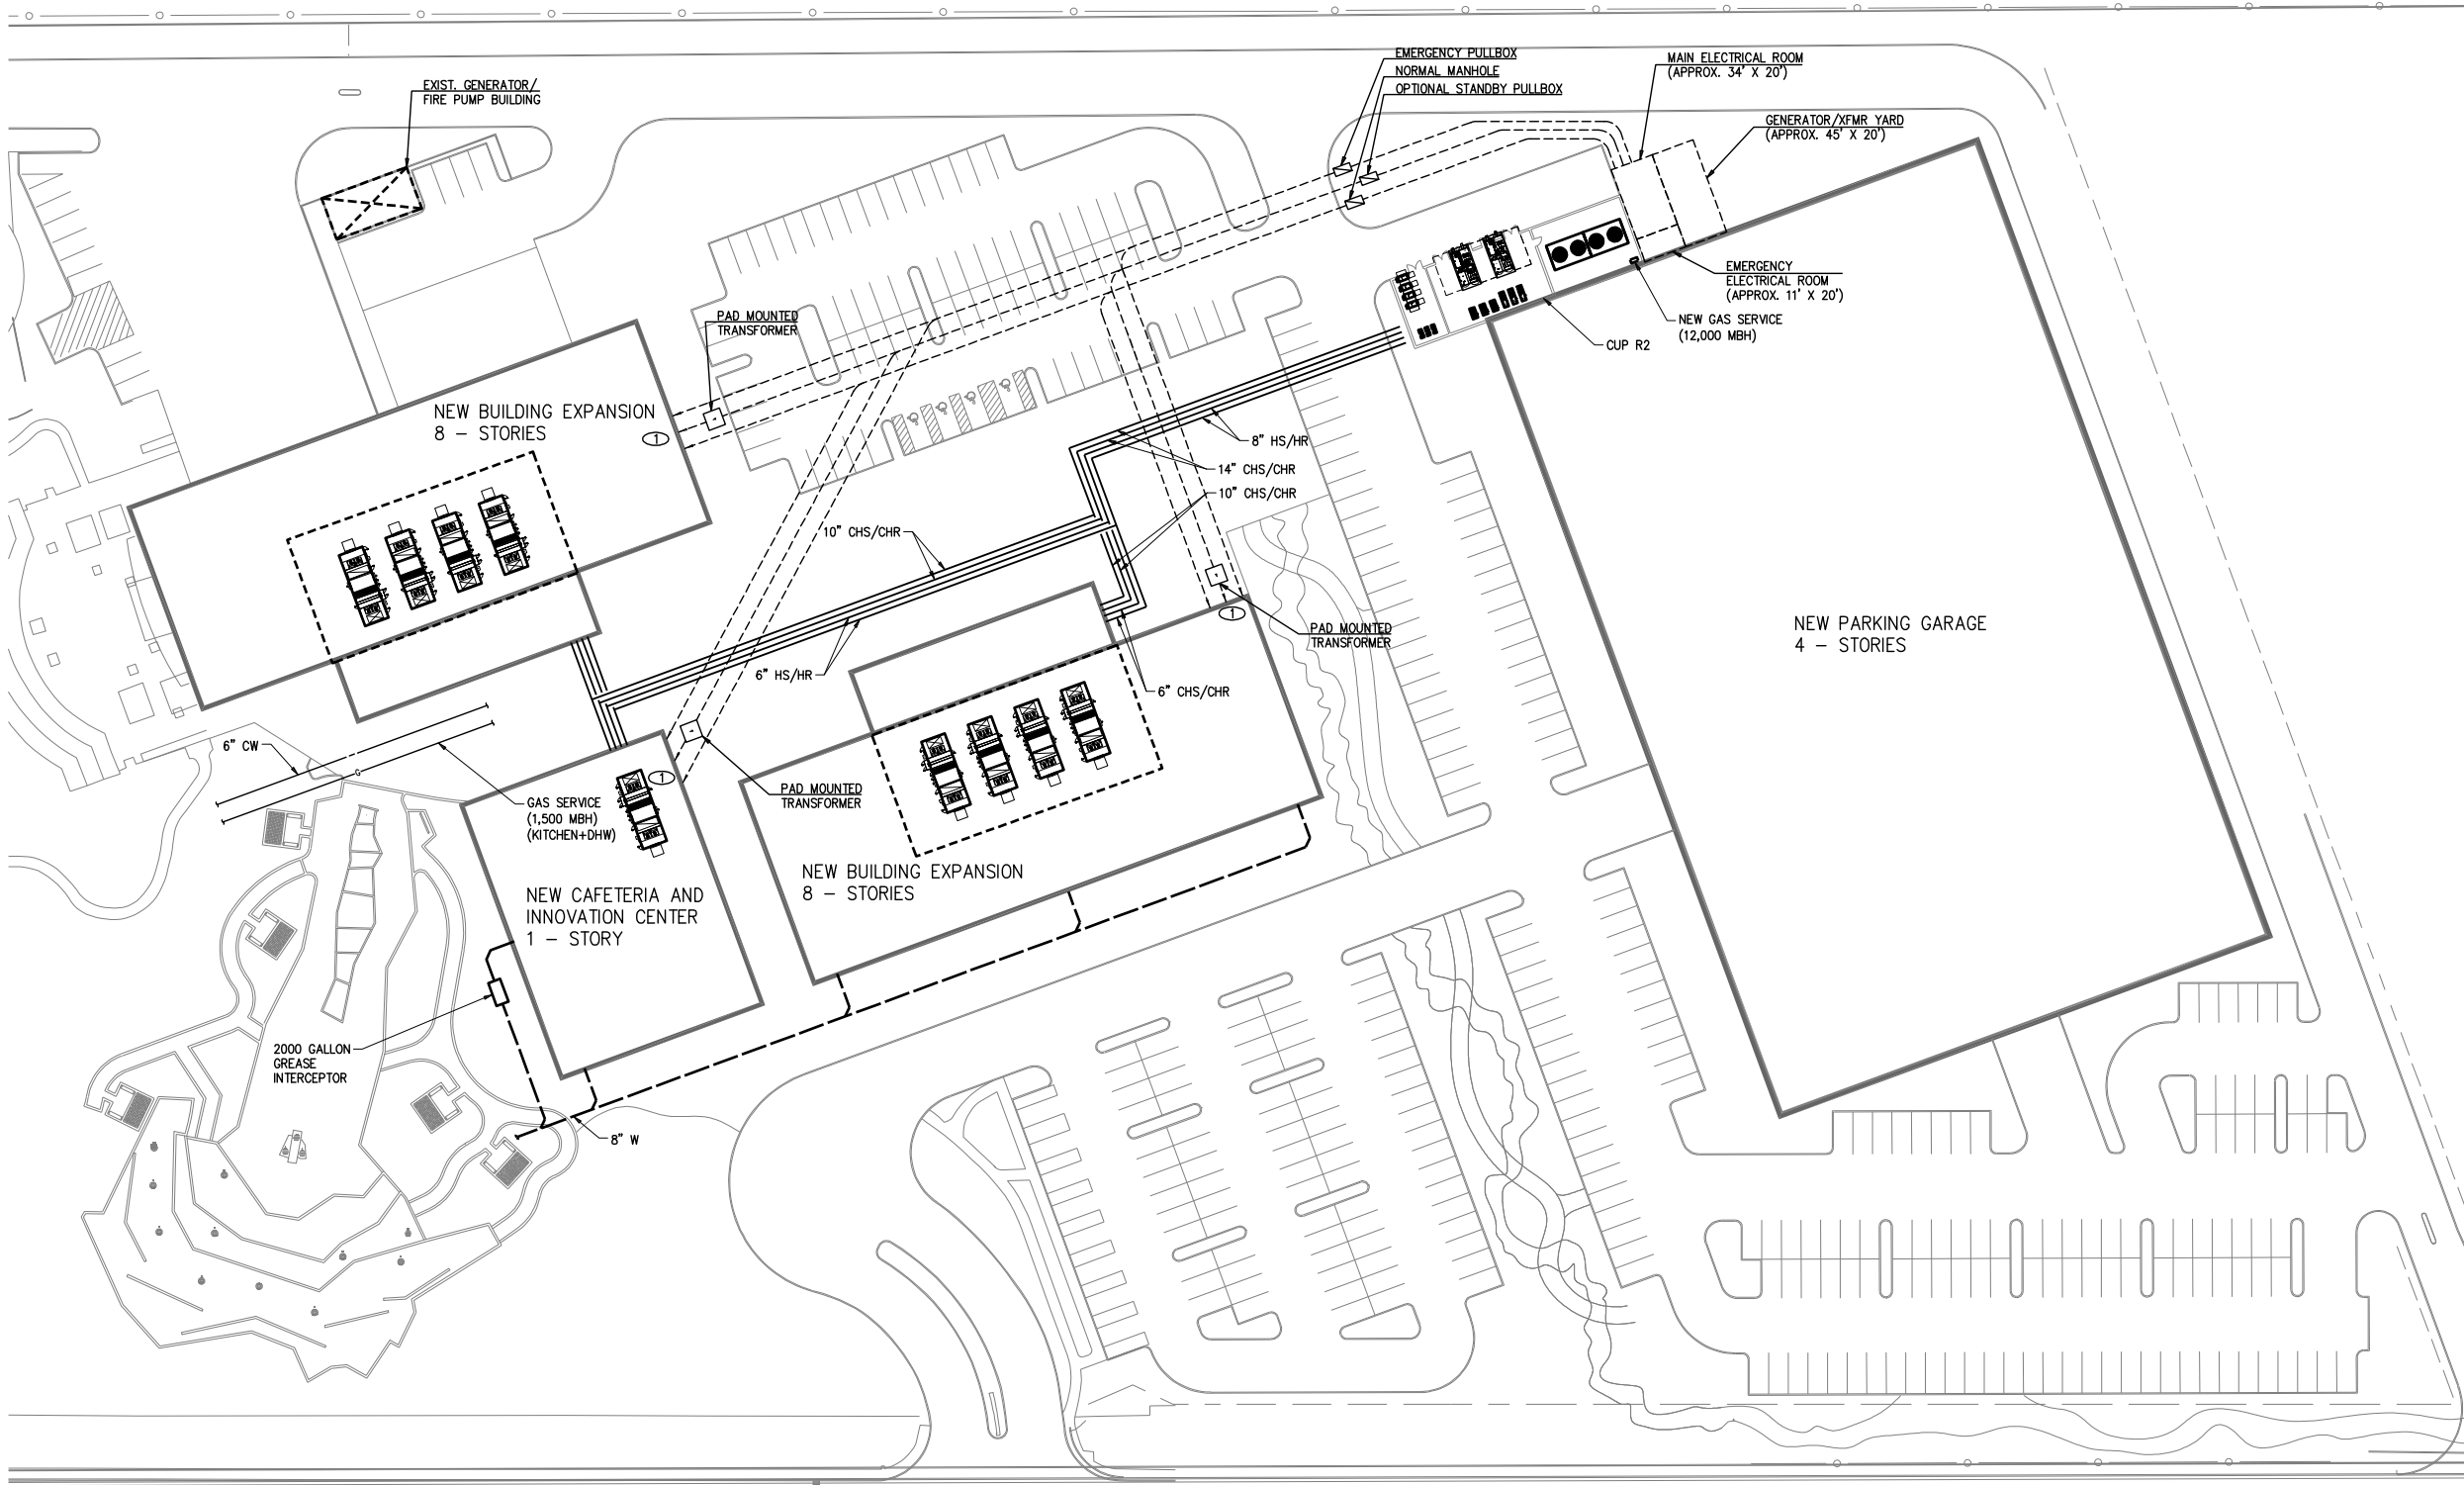 EMERGENCY PULLBOX
NORMAL MANHOLE
OPTIONAL STANDBY PULLBOX
MAIN ELECTRICAL ROOM
(APPROX. 34' X 20')
EXIST. GENERATOR/
FIRE PUMP BUILDING
GENERATOR/XFMR YARD
(APPROX. 45' X 20')
EMERGENCY
ELECTRICAL ROOM
(APPROX. 11' X 20')
NEW GAS SERVICE
(12,000 MBH)
CUP R2
PAD MOUNTED
TRANSFORMER
NEW BUILDING EXPANSION
8 – STORIES
1
8" HS/HR
14" CHS/CHR
10" CHS/CHR
10" CHS/CHR
1
PAD MOUNTED
TRANSFORMER
NEW PARKING GARAGE
4 – STORIES
6" HS/HR
6" CHS/CHR
6" CW
G
1
PAD MOUNTED
TRANSFORMER
GAS SERVICE
(1,500 MBH)
(KITCHEN+DHW)
NEW BUILDING EXPANSION
8 – STORIES
NEW CAFETERIA AND
INNOVATION CENTER
1 – STORY
2000 GALLON
GREASE
INTERCEPTOR
8" W